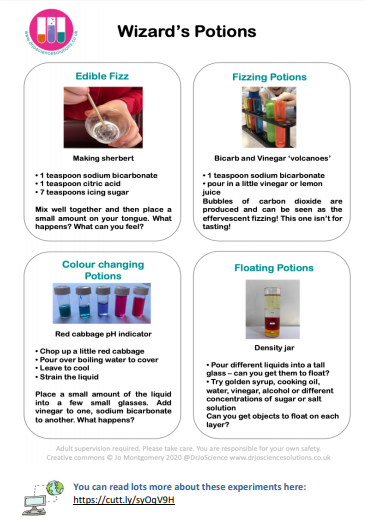 www.drjosciencesolutions.co.uk
Wizard's Potions
Edible Fizz
Making sherbert
• 1 teaspoon sodium bicarbonate
• 1 teaspoon citric acid
• 7 teaspoons icing sugar
Mix well together and then place a
small amount on your tongue. What
happens? What can you feel?
Fizzing Potions
Bicarb and Vinegar 'volcanoes'
• 1 teaspoon sodium bicarbonate
• pour in a little vinegar or lemon
juice
Bubbles of carbon dioxide are
produced and can be seen as the
effervescent fizzing! This one isn't for
tasting!
Colour changing
Potions
Red cabbage pH indicator
• Chop up a little red cabbage
• Pour over boiling water to cover
• Leave to cool
• Strain the liquid
Place a small amount of the liquid
into a few small glasses. Add
vinegar to one, sodium bicarbonate
to another. What happens?
Floating Potions
Density jar
• Pour different liquids into a tall
glass – can you get them to float?
• Try golden syrup, cooking oil,
water, vinegar, alcohol or different
concentrations of sugar or salt
solution
Can you get objects to float on each
layer?
Adult supervision required. Please take care. You are responsible for your own safety.
Creative commons © Jo Montgomery 2020 @DrJoScience www.drjosciencesolutions.co.uk
You can read lots more about these experiments here:
https://cutt.ly/syOqV9H